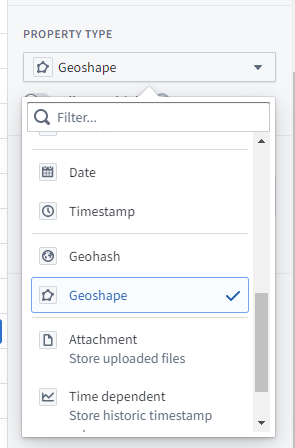 PROPERTY TYPE
Geoshape
Filter...
Date
Timestamp
Geohash
Geoshape
Attachment
Store uploaded files
Time dependent
Store historic timestamp